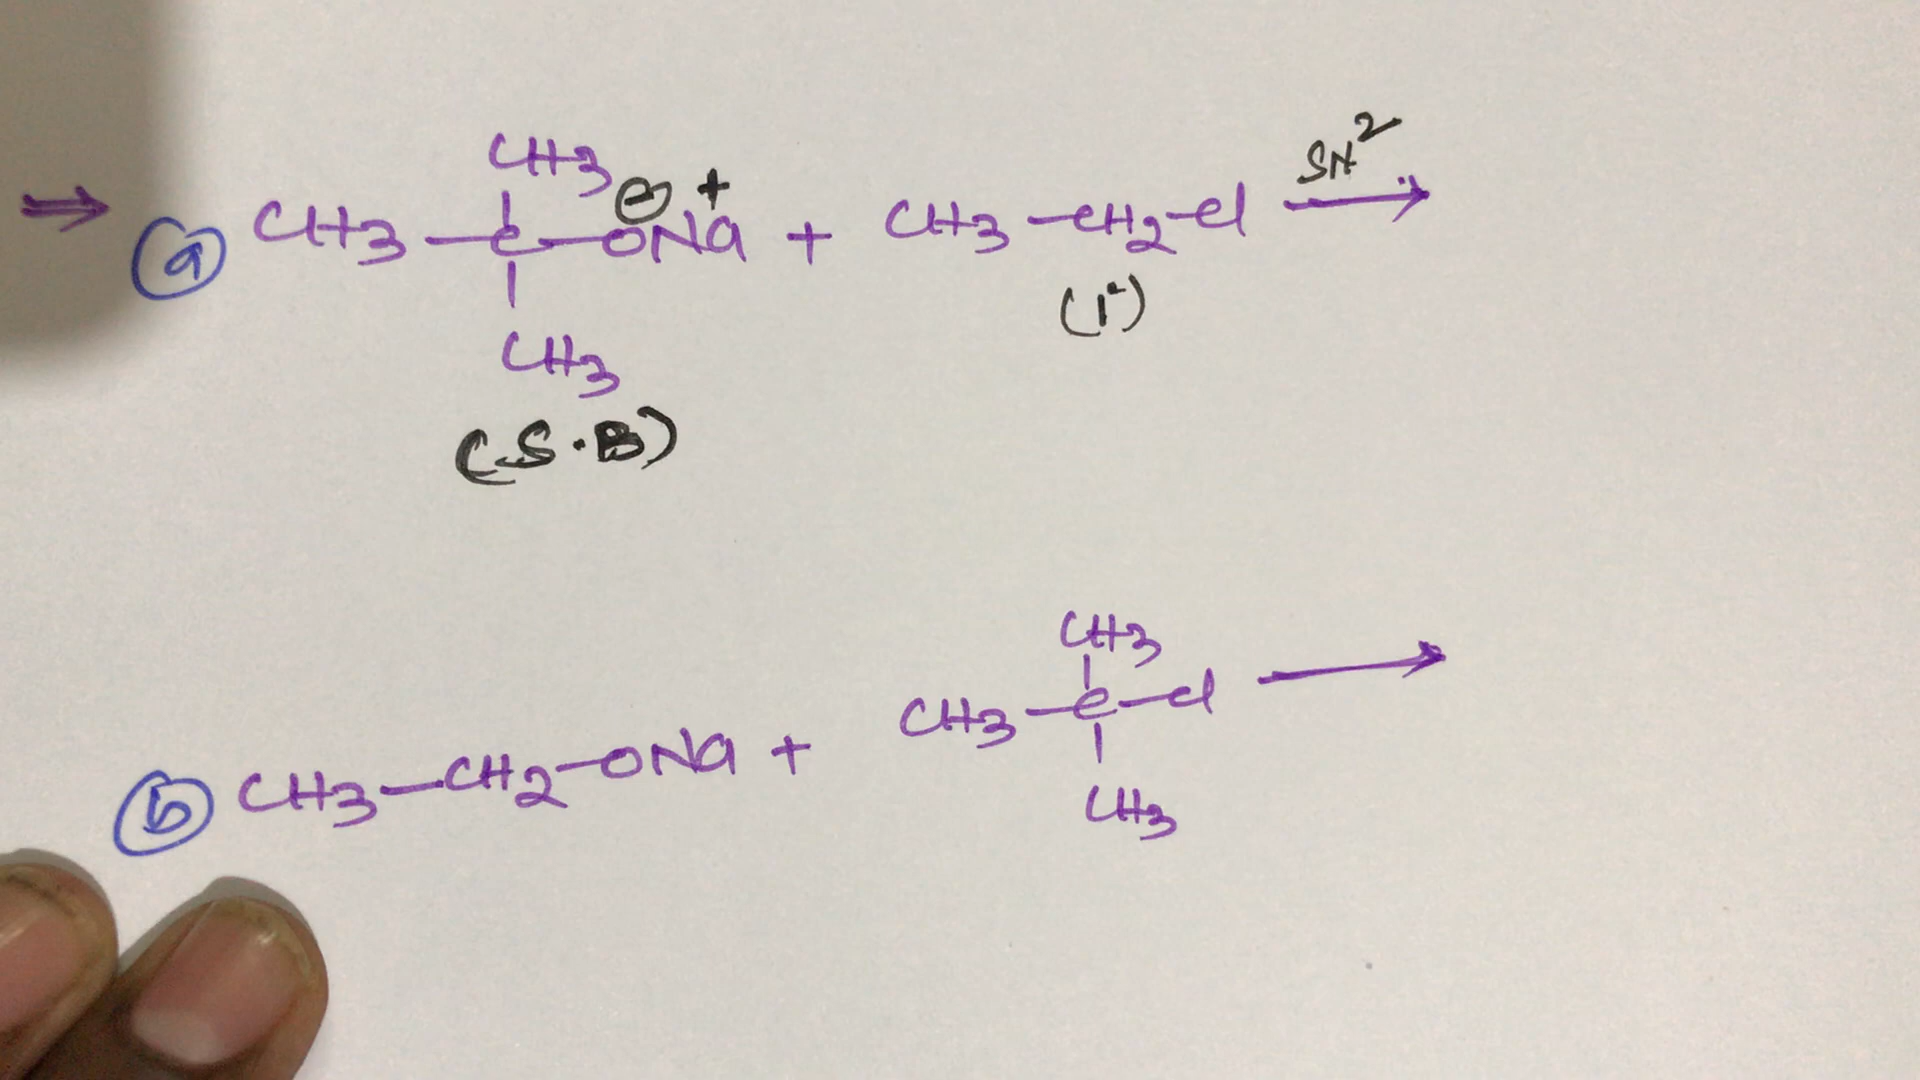 CH3
⇒ (a) CH3 — C — ONa + CH3 — CH2 — Cl SN2 →
⊖ +
CH3
(1°)
(S.B)
CH3
(b) CH3 — CH2 — ONa + CH3 — C — Cl →
CH3